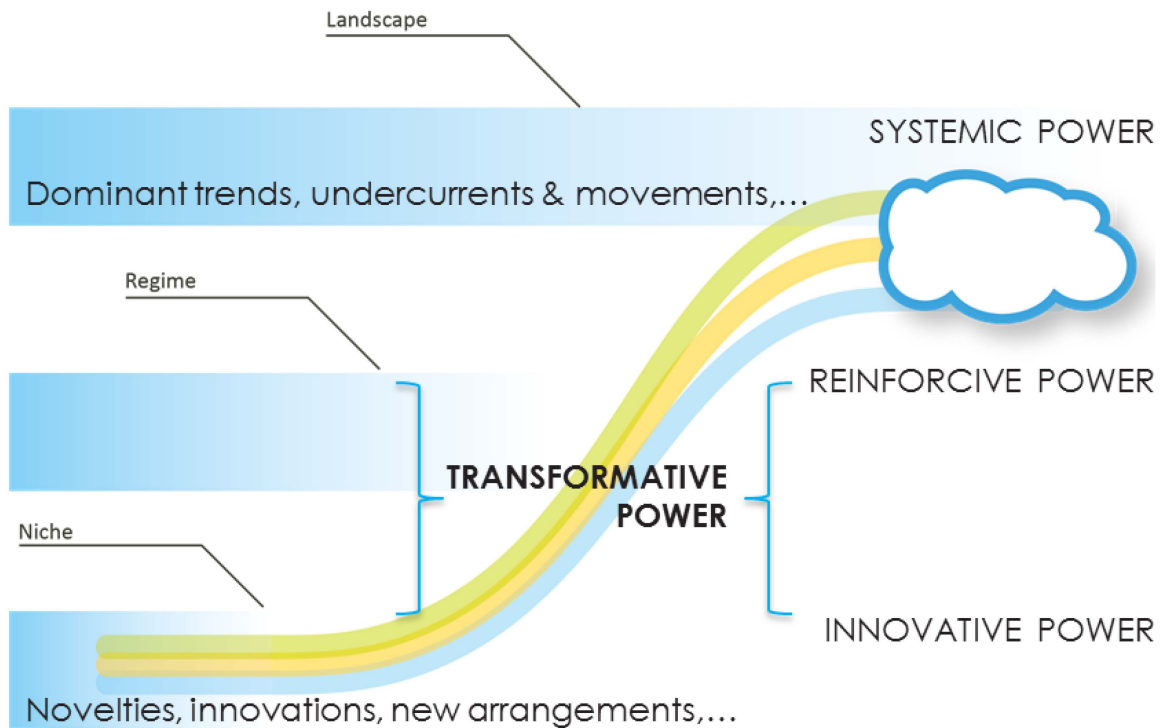 Landscape
SYSTEMIC POWER
Dominant trends, undercurrents & movements,...
Regime
REINFORCIVE POWER
TRANSFORMATIVE
POWER
Niche
INNOVATIVE POWER
Novelties, innovations, new arrangements,...